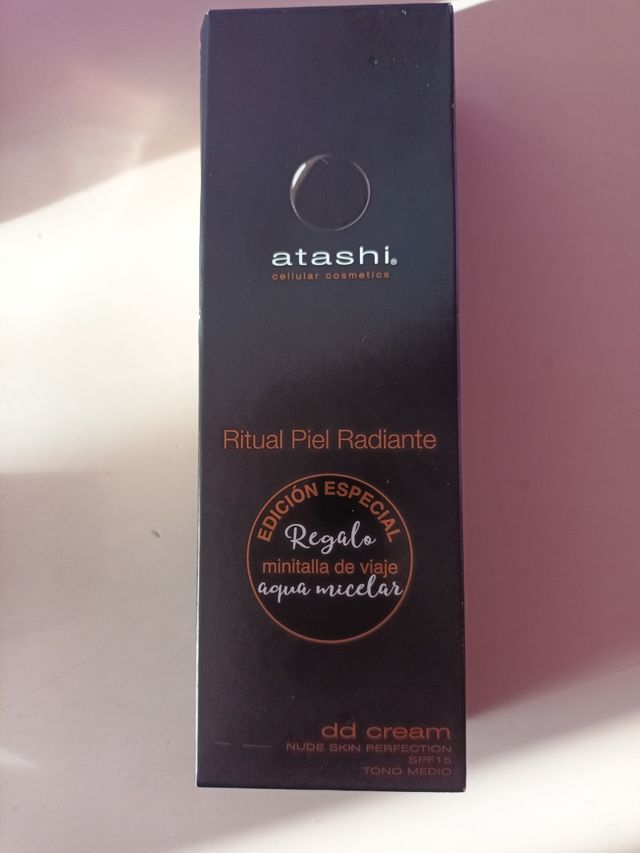 atashi®
cellular cosmetics
Ritual Piel Radiante
EDICIÓN ESPECIAL
Regalo
minitalla de viaje
aqua micelar
dd cream
NUDE SKIN PERFECTION
SPF15
TONO MEDIO